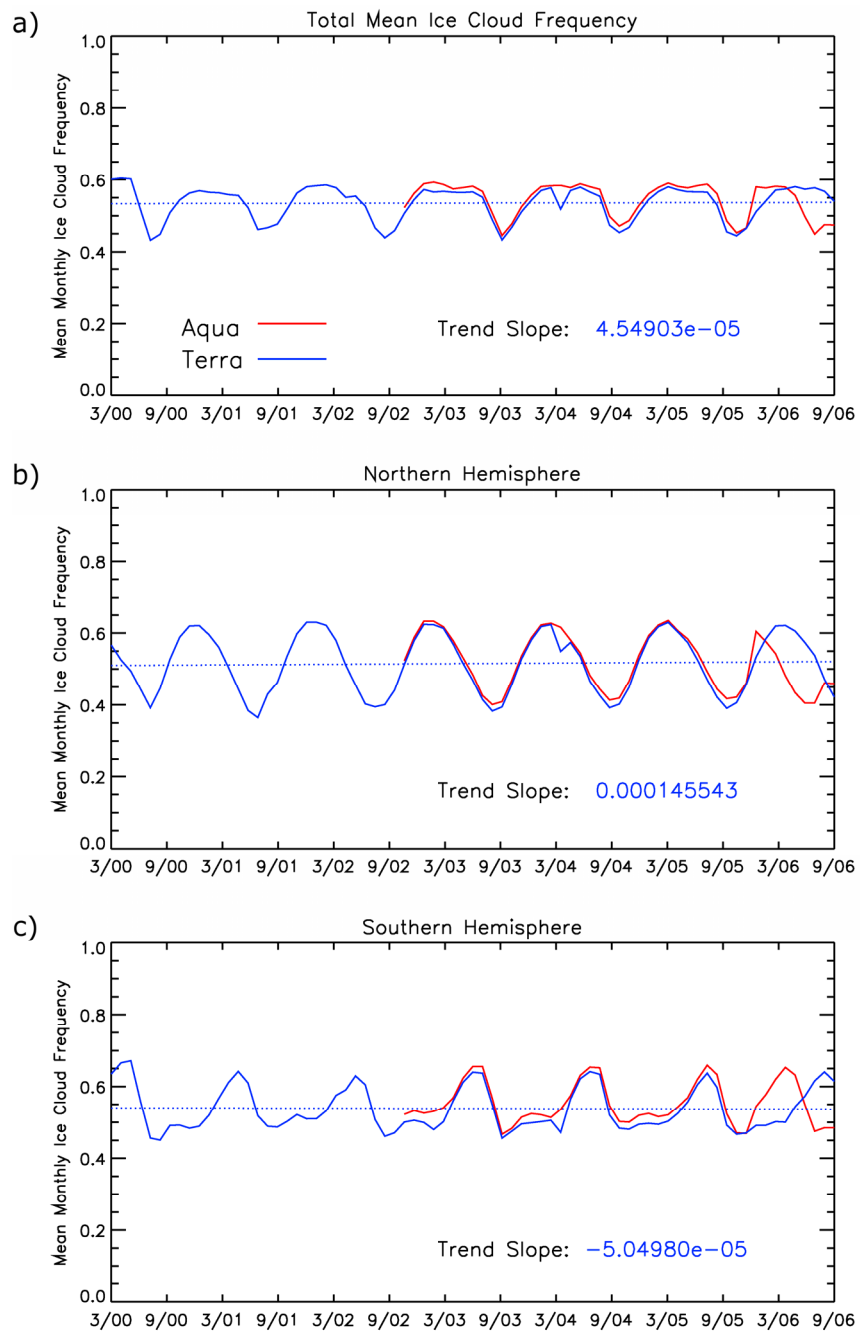 a)
Total Mean Ice Cloud Frequency
Mean Monthly Ice Cloud Frequency
1.0
0.8
0.6
0.4
0.2
0.0
Aqua
Terra
Trend Slope: 4.54903e-05
3/00 9/00 3/01 9/01 3/02 9/02 3/03 9/03 3/04 9/04 3/05 9/05 3/06 9/06
b)
Northern Hemisphere
Mean Monthly Ice Cloud Frequency
1.0
0.8
0.6
0.4
0.2
0.0
Trend Slope: 0.000145543
3/00 9/00 3/01 9/01 3/02 9/02 3/03 9/03 3/04 9/04 3/05 9/05 3/06 9/06
c)
Southern Hemisphere
Mean Monthly Ice Cloud Frequency
1.0
0.8
0.6
0.4
0.2
0.0
Trend Slope: -5.04980e-05
3/00 9/00 3/01 9/01 3/02 9/02 3/03 9/03 3/04 9/04 3/05 9/05 3/06 9/06